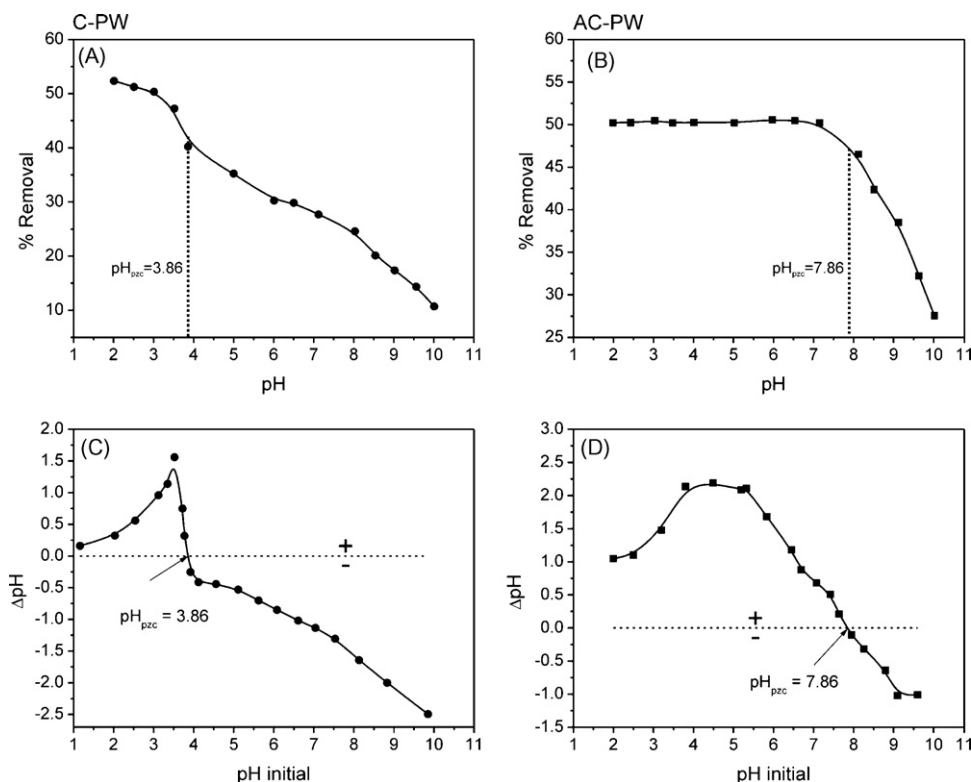 C-PW
AC-PW
(A)
60
50
40
30
20
10
% Removal
pHpzc=3.86
1 2 3 4 5 6 7 8 9 10 11
pH
(B)
60
55
50
45
40
35
30
25
% Removal
pHpzc=7.86
1 2 3 4 5 6 7 8 9 10 11
pH
(C)
2.0
1.5
1.0
0.5
0.0
-0.5
-1.0
-1.5
-2.0
-2.5
ΔpH
+
-
pHpzc = 3.86
1 2 3 4 5 6 7 8 9 10 11
pH initial
(D)
3.0
2.5
2.0
1.5
1.0
0.5
0.0
-0.5
-1.0
-1.5
ΔpH
+
-
pHpzc = 7.86
1 2 3 4 5 6 7 8 9 10 11
pH initial